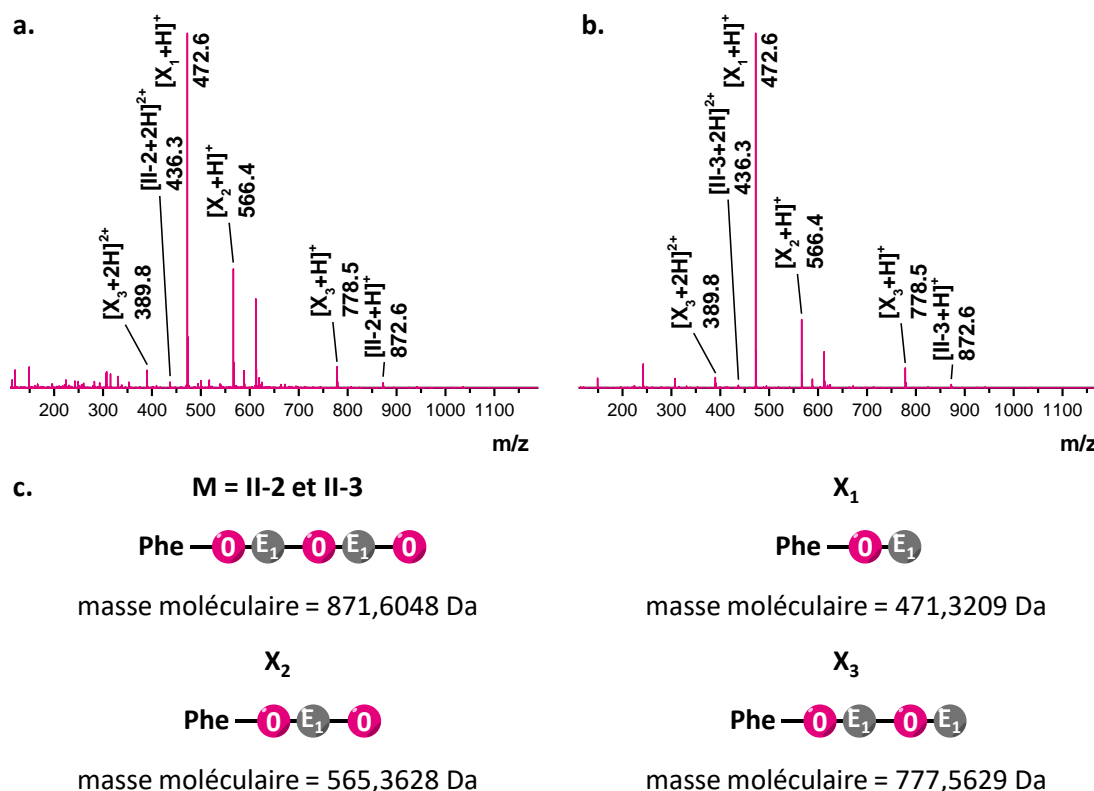 a.
[X₃+2H]²⁺
389.8
[II-2+2H]²⁺
436.3
[X₁+H]⁺
472.6
[X₂+H]⁺
566.4
[X₃+H]⁺
778.5
[II-2+H]⁺
872.6
200 300 400 500 600 700 800 900 1000 1100
m/z
b.
[X₃+2H]²⁺
389.8
[II-3+2H]²⁺
436.3
[X₁+H]⁺
472.6
[X₂+H]⁺
566.4
[X₃+H]⁺
778.5
[II-3+H]⁺
872.6
200 300 400 500 600 700 800 900 1000 1100
m/z
c.
M = II-2 et II-3
Phe 0 E₁ 0 E₁ 0
masse moléculaire = 871,6048 Da
X₁
Phe 0 E₁
masse moléculaire = 471,3209 Da
X₂
Phe 0 E₁ 0
masse moléculaire = 565,3628 Da
X₃
Phe 0 E₁ 0 E₁
masse moléculaire = 777,5629 Da